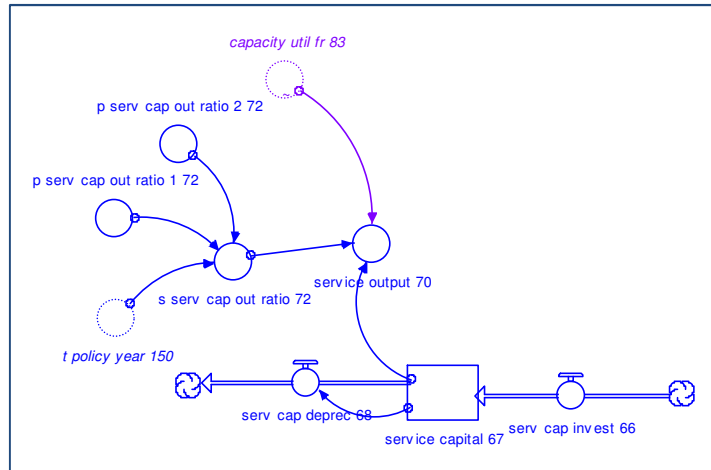 capacity util fr 83
p serv cap out ratio 2 72
p serv cap out ratio 1 72
service output 70
s serv cap out ratio 72
t policy year 150
serv cap deprec 68
serv cap invest 66
service capital 67